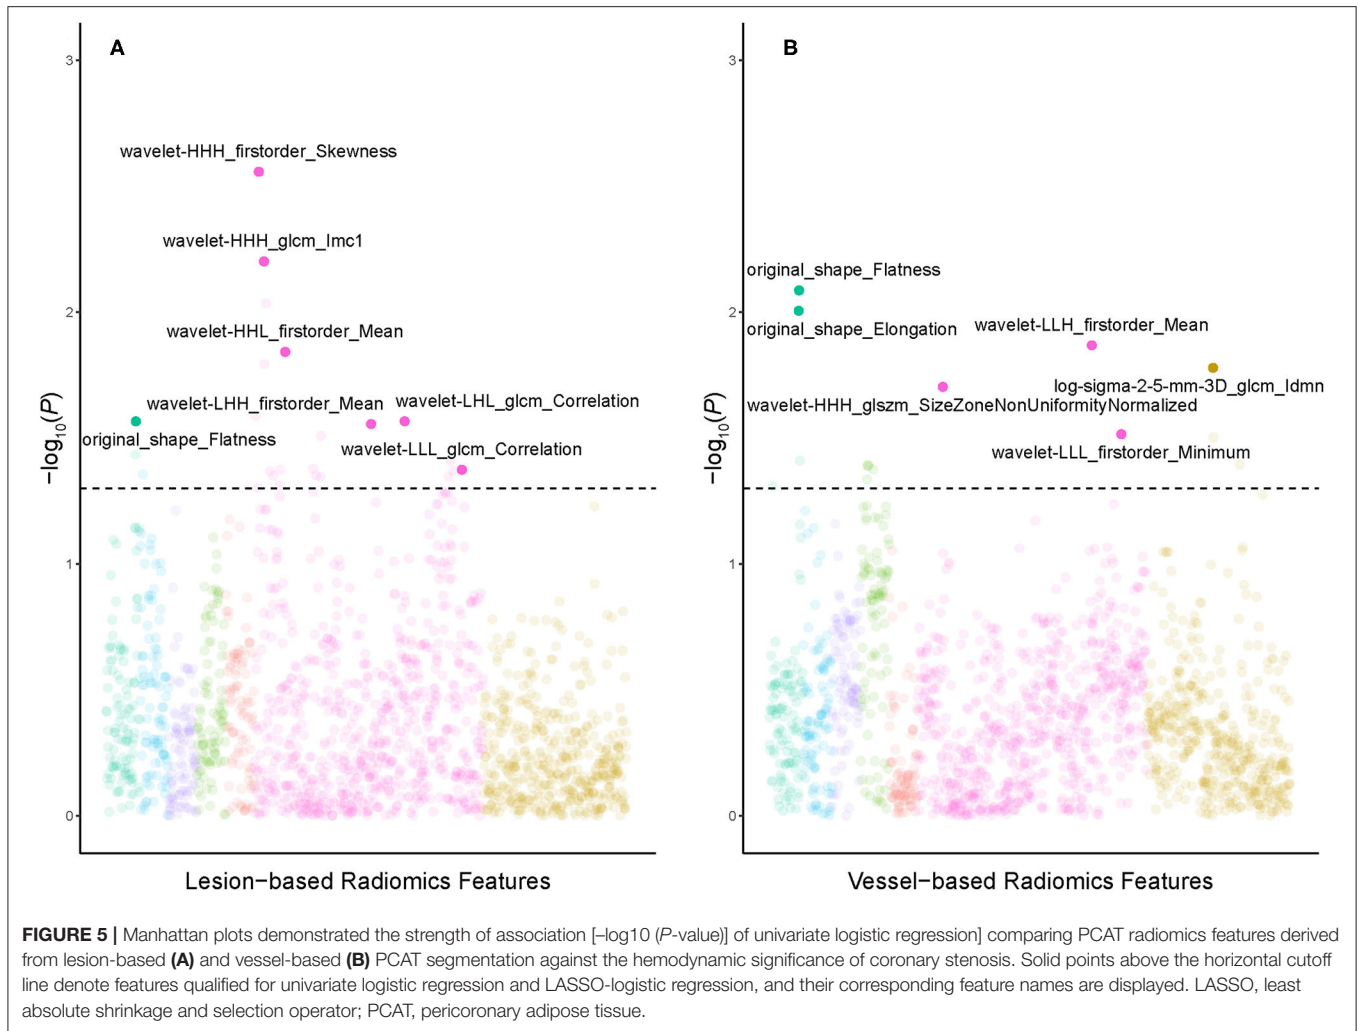 A
3
wavelet-HHH_firstorder_Skewness
wavelet-HHH_glcm_Imc1
2
wavelet-HHL_firstorder_Mean
wavelet-LHH_firstorder_Mean
wavelet-LHL_glcm_Correlation
original_shape_Flatness
wavelet-LLL_glcm_Correlation
−log10(P)
1
0
Lesion−based Radiomics Features
B
3
original_shape_Flatness
2
original_shape_Elongation
wavelet-LLH_firstorder_Mean
log-sigma-2-5-mm-3D_glcm_Idmn
wavelet-HHH_glszm_SizeZoneNonUniformityNormalized
wavelet-LLL_firstorder_Minimum
−log10(P)
1
0
Vessel−based Radiomics Features
FIGURE 5 | Manhattan plots demonstrated the strength of association [–log10 (P-value)] of univariate logistic regression] comparing PCAT radiomics features derived
from lesion-based (A) and vessel-based (B) PCAT segmentation against the hemodynamic significance of coronary stenosis. Solid points above the horizontal cutoff
line denote features qualified for univariate logistic regression and LASSO-logistic regression, and their corresponding feature names are displayed. LASSO, least
absolute shrinkage and selection operator; PCAT, pericoronary adipose tissue.